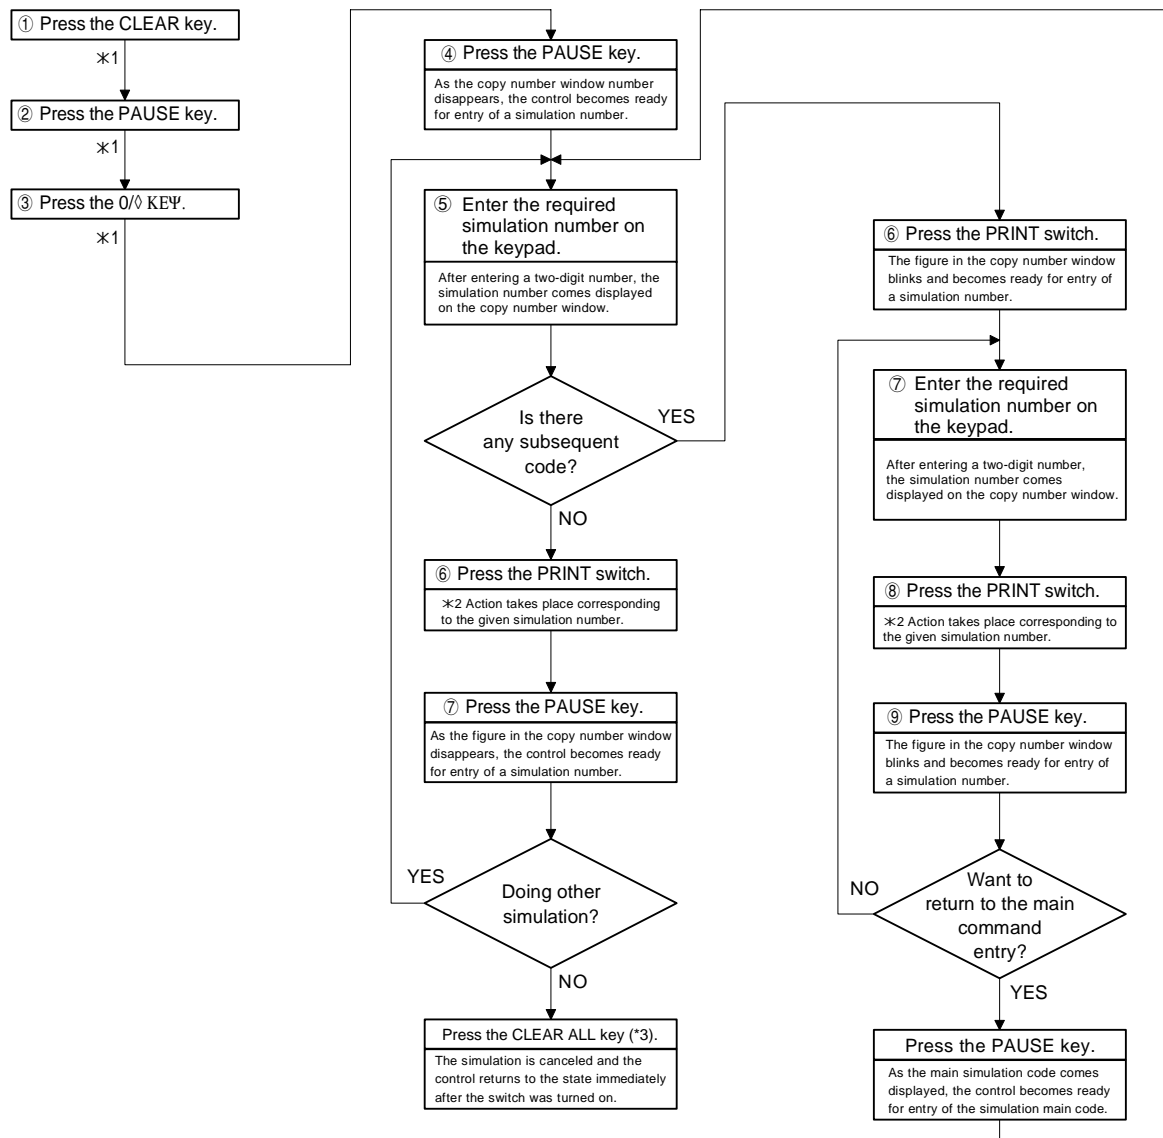 ① Press the CLEAR key.
✳1
② Press the PAUSE key.
✳1
③ Press the 0/◊ ΚΕΨ.
✳1
④ Press the PAUSE key.
As the copy number window number
disappears, the control becomes ready
for entry of a simulation number.
⑤ Enter the required
simulation number on
the keypad.
After entering a two-digit number, the
simulation number comes displayed
on the copy number window.
Is there
any subsequent
code?
YES
NO
⑥ Press the PRINT switch.
✳2 Action takes place corresponding
to the given simulation number.
⑦ Press the PAUSE key.
As the figure in the copy number window
disappears, the control becomes ready
for entry of a simulation number.
YES
Doing other
simulation?
NO
Press the CLEAR ALL key (*3).
The simulation is canceled and the
control returns to the state immediately
after the switch was turned on.
⑥ Press the PRINT switch.
The figure in the copy number window
blinks and becomes ready for entry of
a simulation number.
⑦ Enter the required
simulation number on
the keypad.
After entering a two-digit number,
the simulation number comes
displayed on the copy number window.
⑧ Press the PRINT switch.
✳2 Action takes place corresponding to
the given simulation number.
⑨ Press the PAUSE key.
The figure in the copy number window
blinks and becomes ready for entry of
a simulation number.
NO
Want to
return to the main
command
entry?
YES
Press the PAUSE key.
As the main simulation code comes
displayed, the control becomes ready
for entry of the simulation main code.